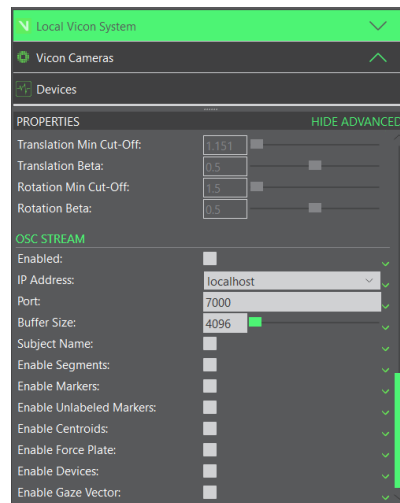 Local Vicon System
Vicon Cameras
Devices
PROPERTIES HIDE ADVANCED
Translation Min Cut-Off: 1.151
Translation Beta: 0.5
Rotation Min Cut-Off: 1.5
Rotation Beta: 0.5
OSC STREAM
Enabled:
IP Address: localhost
Port: 7000
Buffer Size: 4096
Subject Name:
Enable Segments:
Enable Markers:
Enable Unlabeled Markers:
Enable Centroids:
Enable Force Plate:
Enable Devices:
Enable Gaze Vector: